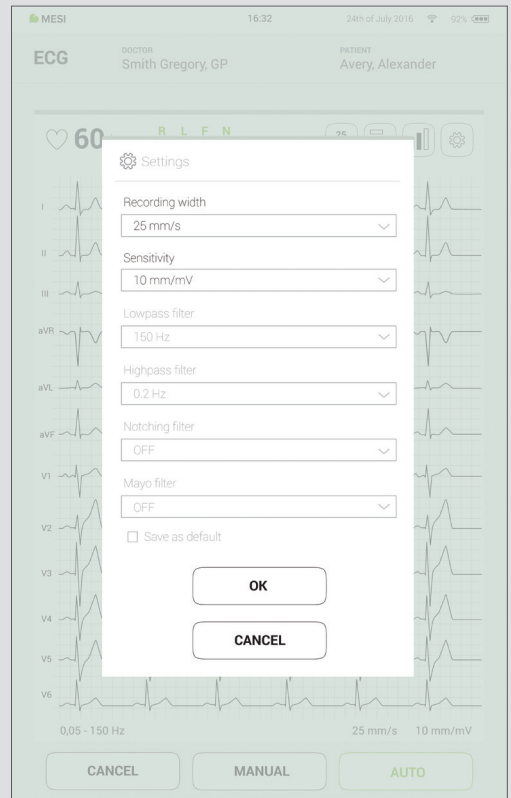 MESI 16:32 24th of July 2016 92%
ECG
DOCTOR PATIENT
Smith Gregory, GP Avery, Alexander
60 R L F N 25
Settings
Recording width
25 mm/s
Sensitivity
10 mm/mV
Lowpass filter
150 Hz
Highpass filter
0.2 Hz
Notching filter
OFF
Mayo filter
OFF
Save as default
OK
CANCEL
I
II
III
aVR
aVL
aVF
V1
V2
V3
V4
V5
V6
0,05 - 150 Hz 25 mm/s 10 mm/mV
CANCEL MANUAL AUTO